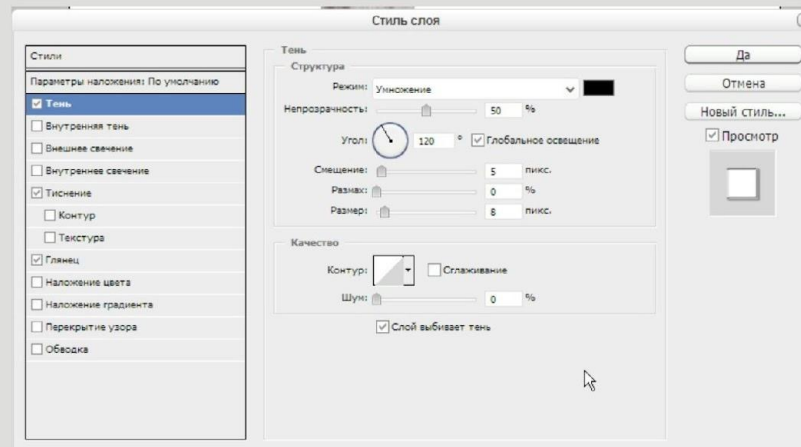 Стиль слоя
Стили
Параметры наложения: По умолчанию
Тень
Внутренняя тень
Внешнее свечение
Внутреннее свечение
Тиснение
Контур
Текстура
Глянец
Наложение цвета
Наложение градиента
Перекрытие узора
Обводка
Тень
Структура
Режим: Умножение
Непрозрачность: 50 %
Угол: 120 ° Глобальное освещение
Смещение: 5 пикс.
Размах: 0 %
Размер: 8 пикс.
Качество
Контур: Сглаживание
Шум: 0 %
Слой выбивает тень
Да
Отмена
Новый стиль...
Просмотр